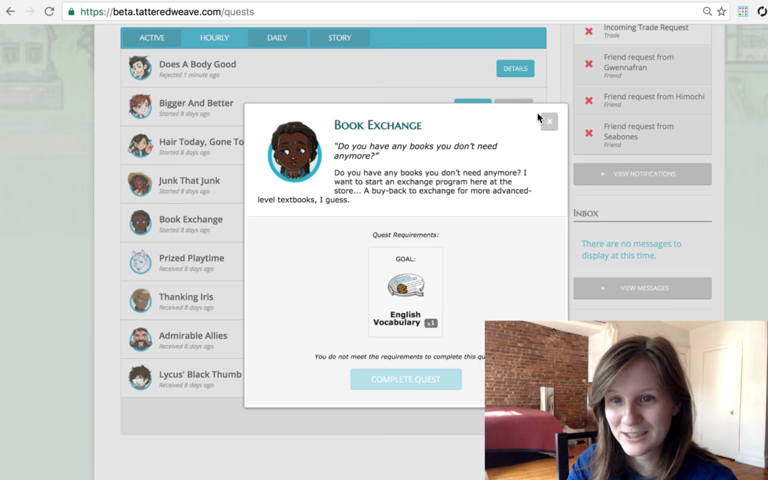 https://beta.tatteredweave.com/quests
ACTIVE
HOURLY
DAILY
STORY
Does A Body Good
Rejected 1 minute ago
DETAILS
Bigger And Better
Started 8 days ago
Hair Today, Gone To
Started 8 days ago
Junk That Junk
Started 8 days ago
Book Exchange
Started 8 days ago
Prized Playtime
Received 8 days ago
Thanking Iris
Received 8 days ago
Admirable Allies
Received 8 days ago
Lycus' Black Thumb
Received 8 days ago
BOOK EXCHANGE
"Do you have any books you don't need
anymore?"
Do you have any books you don't need anymore? I
want to start an exchange program here at the
store... A buy-back to exchange for more advanced-
level textbooks, I guess.
Quest Requirements:
GOAL:
English
Vocabulary x1
You do not meet the requirements to complete this qu
COMPLETE QUEST
Incoming Trade Request
Trade
Friend request from
Gwennafran
Friend
Friend request from Himochi
Friend
Friend request from
Seabones
Friend
VIEW NOTIFICATIONS
INBOX
There are no messages to
display at this time.
VIEW MESSAGES